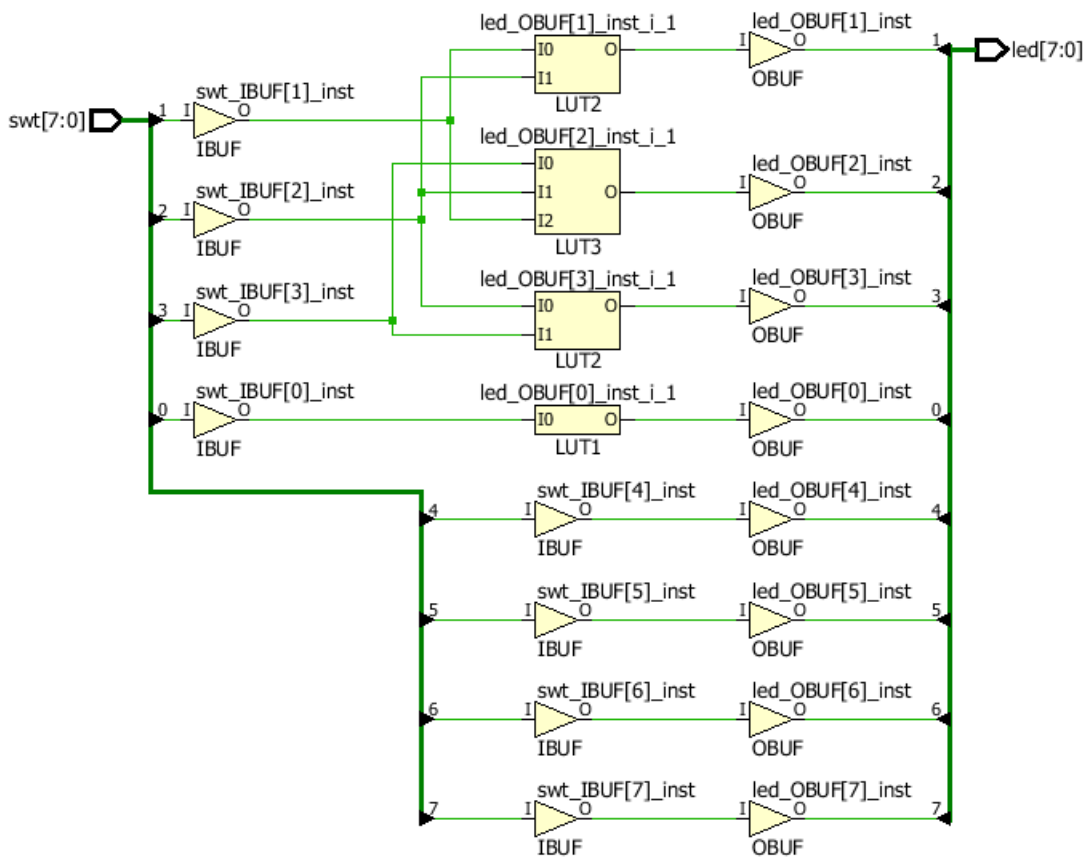 led_OBUF[1]_inst_i_1
led_OBUF[1]_inst
I0 O
I O
1
led[7:0]
I1
OBUF
LUT2
swt_IBUF[1]_inst
swt[7:0]
1 I O
IBUF
led_OBUF[2]_inst_i_1
led_OBUF[2]_inst
I0
I1 O
I O
2
I2
OBUF
LUT3
swt_IBUF[2]_inst
2 I O
IBUF
led_OBUF[3]_inst_i_1
led_OBUF[3]_inst
I0 O
I O
3
I1
OBUF
LUT2
swt_IBUF[3]_inst
3 I O
IBUF
swt_IBUF[0]_inst
led_OBUF[0]_inst_i_1
led_OBUF[0]_inst
0 I O
I0 O
I O
0
IBUF
LUT1
OBUF
swt_IBUF[4]_inst
led_OBUF[4]_inst
4 I O
I O
4
IBUF
OBUF
swt_IBUF[5]_inst
led_OBUF[5]_inst
5 I O
I O
5
IBUF
OBUF
swt_IBUF[6]_inst
led_OBUF[6]_inst
6 I O
I O
6
IBUF
OBUF
swt_IBUF[7]_inst
led_OBUF[7]_inst
7 I O
I O
7
IBUF
OBUF